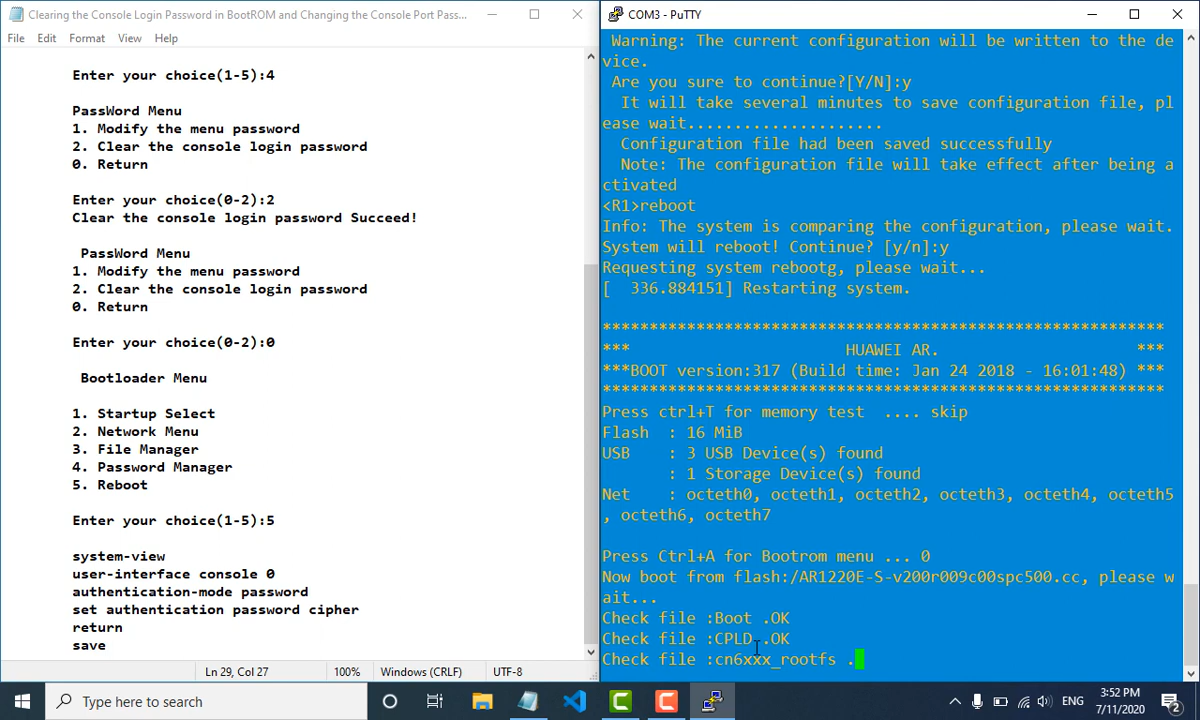 Clearing the Console Login Password in BootROM and Changing the Console Port Pass...
File Edit Format View Help
Enter your choice(1-5):4
PassWord Menu
1. Modify the menu password
2. Clear the console login password
0. Return
Enter your choice(0-2):2
Clear the console login password Succeed!
PassWord Menu
1. Modify the menu password
2. Clear the console login password
0. Return
Enter your choice(0-2):0
Bootloader Menu
1. Startup Select
2. Network Menu
3. File Manager
4. Password Manager
5. Reboot
Enter your choice(1-5):5
system-view
user-interface console 0
authentication-mode password
set authentication password cipher
return
save
Ln 29, Col 27 100% Windows (CRLF) UTF-8
COM3 - PuTTY
Warning: The current configuration will be written to the de
vice.
Are you sure to continue?[Y/N]:y
It will take several minutes to save configuration file, pl
ease wait.....................
Configuration file had been saved successfully
Note: The configuration file will take effect after being a
ctivated
<R1>reboot
Info: The system is comparing the configuration, please wait.
System will reboot! Continue? [y/n]:y
Requesting system rebootg, please wait...
[  336.884151] Restarting system.
************************************************************
*** HUAWEI AR. ***
***BOOT version:317 (Build time: Jan 24 2018 - 16:01:48) ***
************************************************************
Press ctrl+T for memory test  .... skip
Flash  : 16 MiB
USB    : 3 USB Device(s) found
: 1 Storage Device(s) found
Net    : octeth0, octeth1, octeth2, octeth3, octeth4, octeth5
, octeth6, octeth7
Press Ctrl+A for Bootrom menu ... 0
Now boot from flash:/AR1220E-S-v200r009c00spc500.cc, please w
ait...
Check file :Boot .OK
Check file :CPLD .OK
Check file :cn6xxx_rootfs .
Type here to search
ENG
3:52 PM
7/11/2020
2